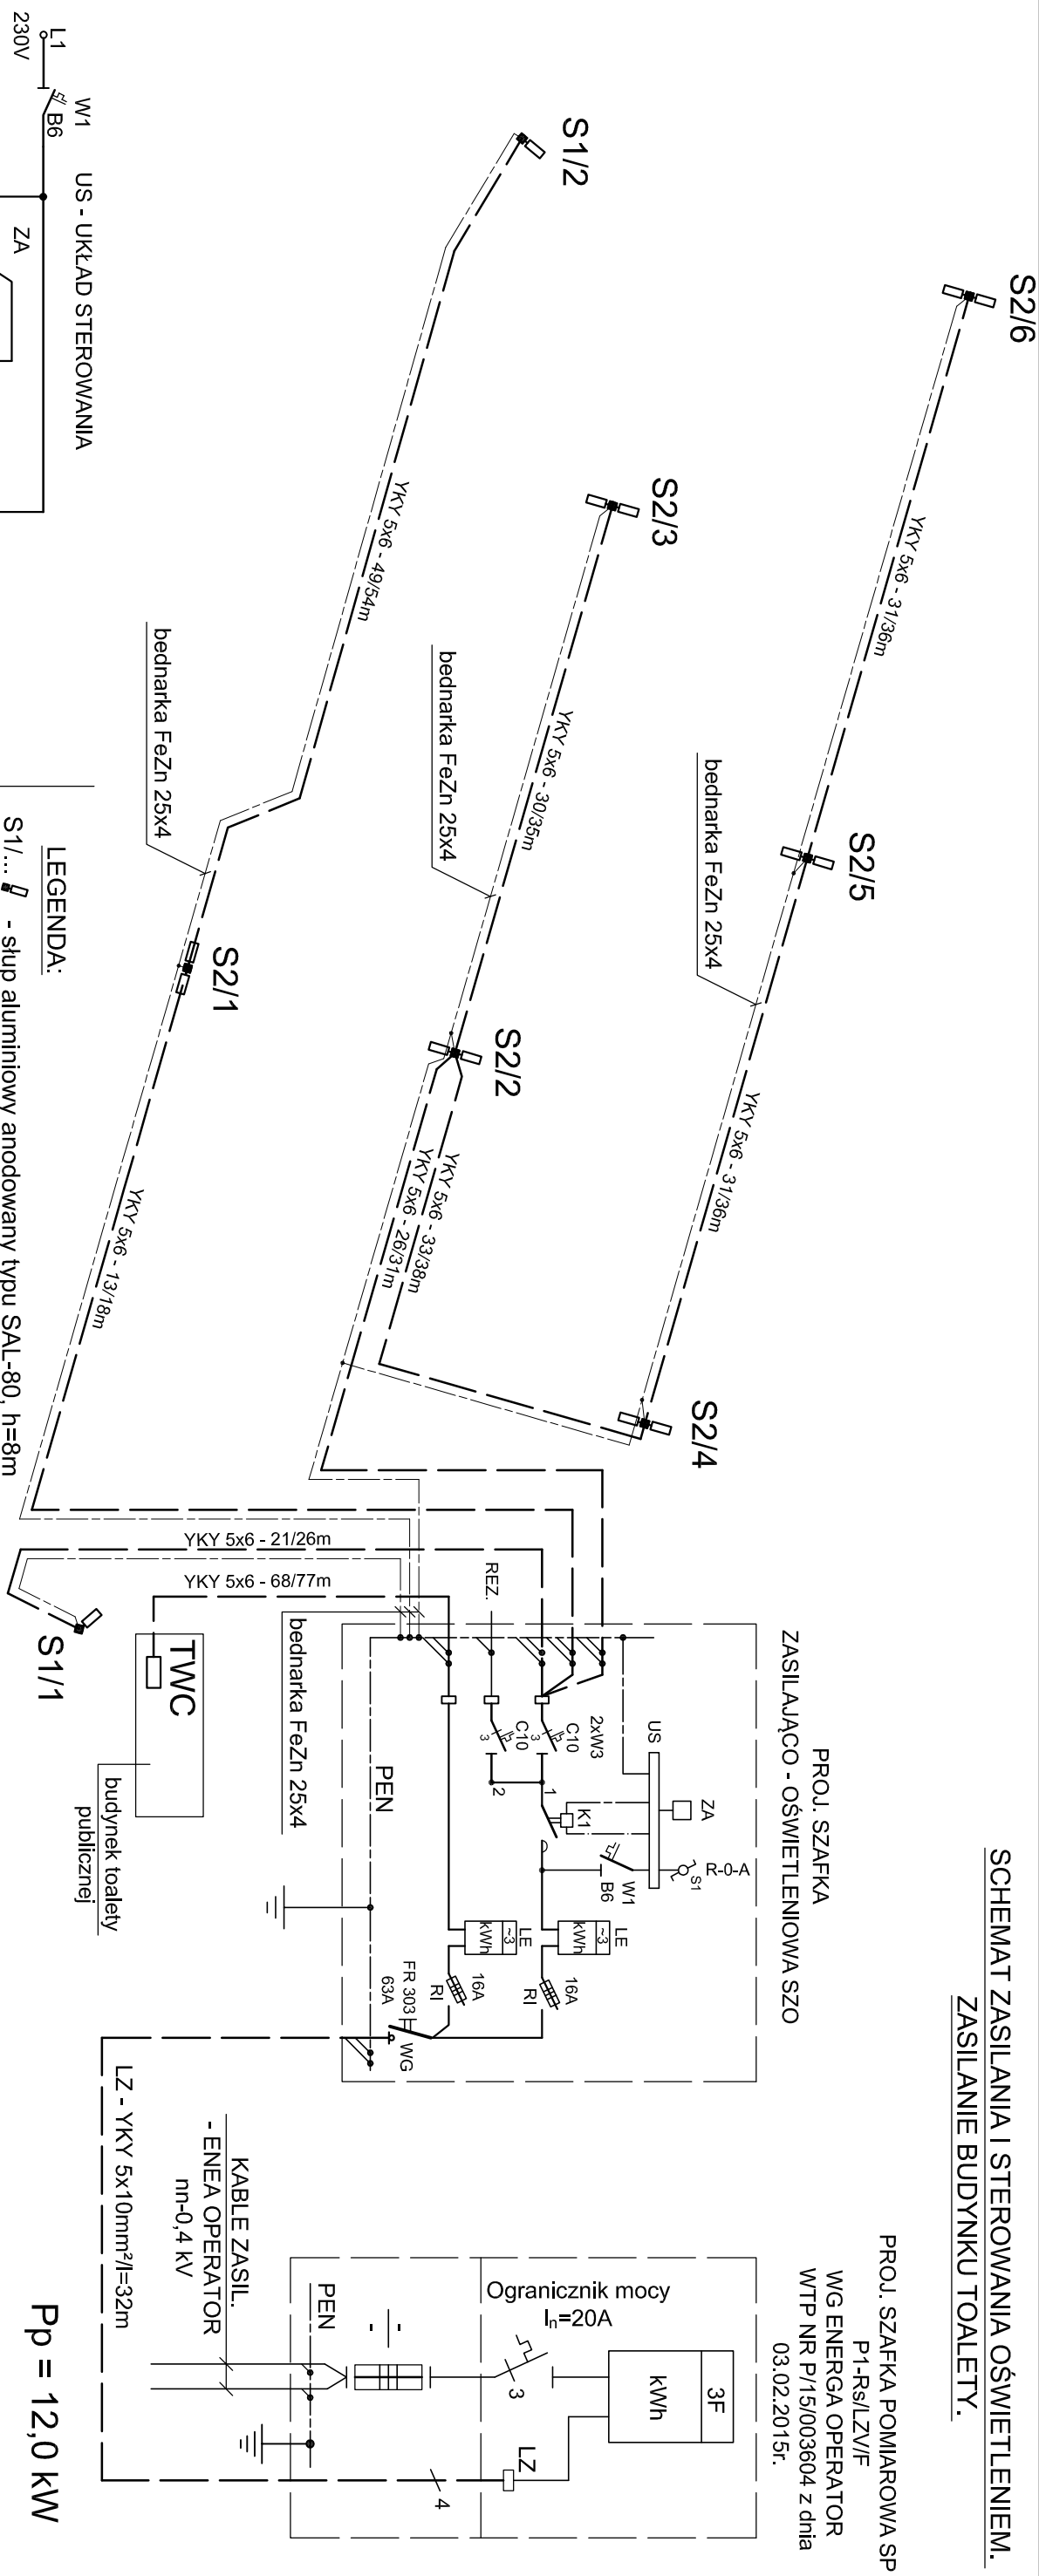 SCHEMAT ZASILANIA I STEROWANIA OŚWIETLENIEM.
ZASILANIE BUDYNKU TOALETY.
S2/6
YKY 5x6 - 31/36m
S2/5
bednarka FeZn 25x4
YKY 5x6 - 31/36m
S2/4
S2/3
YKY 5x6 - 30/35m
bednarka FeZn 25x4
S2/2
YKY 5x6 - 33/38m
YKY 5x6 - 26/31m
S1/2
YKY 5x6 - 49/54m
bednarka FeZn 25x4
S2/1
YKY 5x6 - 13/18m
YKY 5x6 - 21/26m
YKY 5x6 - 68/77m
S1/1
TWC
budynek toalety
publicznej
bednarka FeZn 25x4
PROJ. SZAFKA
ZASILAJĄCO - OŚWIETLENIOWA SZO
REZ.
2xW3
C10
3
C10
3
1
2
US
ZA
K1
R-0-A
S1
W1
B6
LE
~3
kWh
LE
~3
kWh
16A
RI
16A
RI
FR 303
63A
WG
PEN
PROJ. SZAFKA POMIAROWA SP
P1-Rs/LZV/F
WG ENERGA OPERATOR
WTP NR P/15/003604 z dnia
03.02.2015r.
3F
kWh
Ogranicznik mocy
In=20A
3
LZ
4
PEN
KABLE ZASIL.
- ENEA OPERATOR
nn-0,4 kV
LZ - YKY 5x10mm²/l=32m
Pp = 12,0 kW
US - UKŁAD STEROWANIA
L1
230V
W1
B6
ZA
LEGENDA:
S1/... - słup aluminiowy anodowany typu SAL-80, h=8m